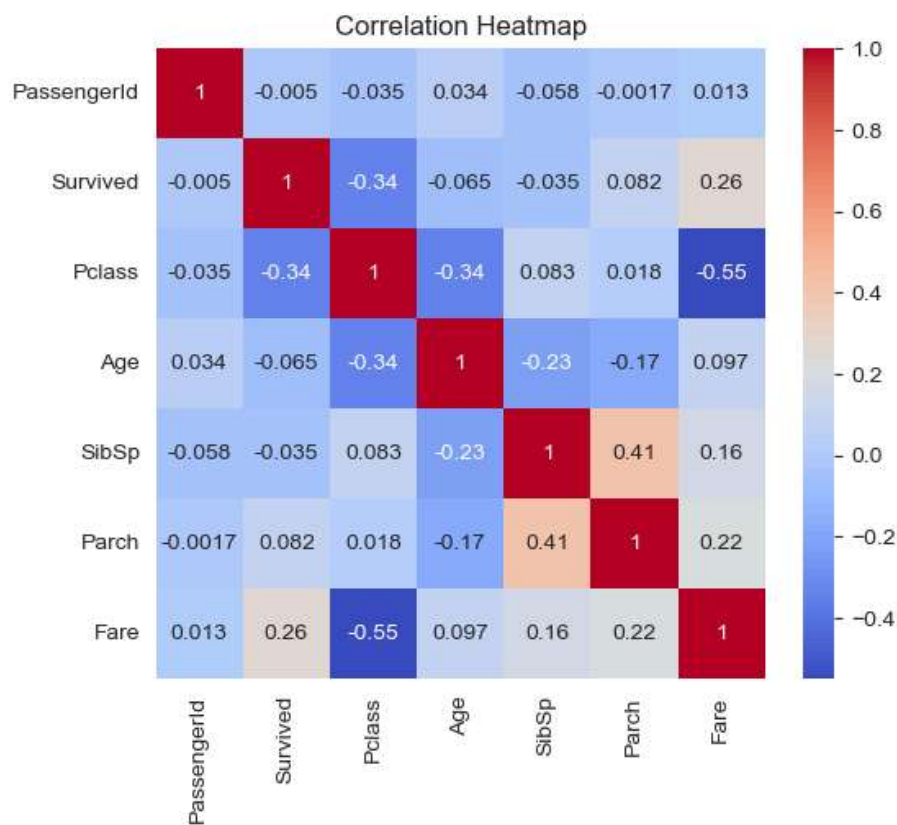 Correlation Heatmap
PassengerId 1 -0.005 -0.035 0.034 -0.058 -0.0017 0.013
Survived -0.005 1 -0.34 -0.065 -0.035 0.082 0.26
Pclass -0.035 -0.34 1 -0.34 0.083 0.018 -0.55
Age 0.034 -0.065 -0.34 1 -0.23 -0.17 0.097
SibSp -0.058 -0.035 0.083 -0.23 1 0.41 0.16
Parch -0.0017 0.082 0.018 -0.17 0.41 1 0.22
Fare 0.013 0.26 -0.55 0.097 0.16 0.22 1
PassengerId Survived Pclass Age SibSp Parch Fare
1.0
0.8
0.6
0.4
0.2
0.0
−0.2
−0.4